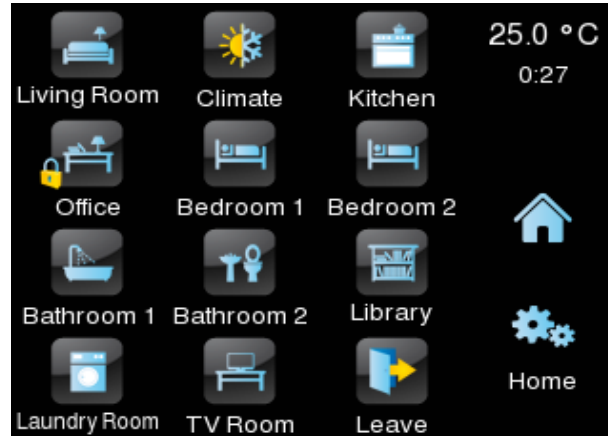 Living Room
Climate
Kitchen
25.0 °C
0:27
Office
Bedroom 1
Bedroom 2
Bathroom 1
Bathroom 2
Library
Home
Laundry Room
TV Room
Leave